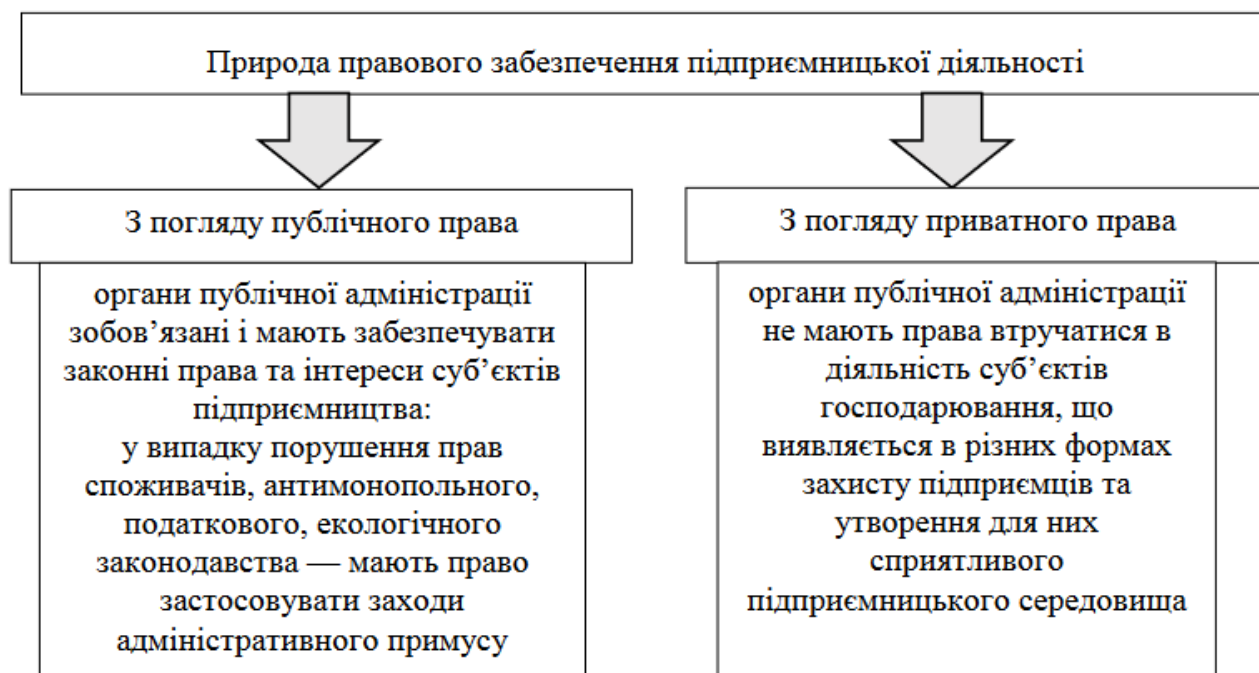 Природа правового забезпечення підприємницької діяльності
З погляду публічного права
органи публічної адміністрації
зобов’язані і мають забезпечувати
законні права та інтереси суб’єктів
підприємництва:
у випадку порушення прав
споживачів, антимонопольного,
податкового, екологічного
законодавства — мають право
застосовувати заходи
адміністративного примусу
З погляду приватного права
органи публічної адміністрації
не мають права втручатися в
діяльність суб’єктів
господарювання, що
виявляється в різних формах
захисту підприємців та
утворення для них
сприятливого
підприємницького середовища